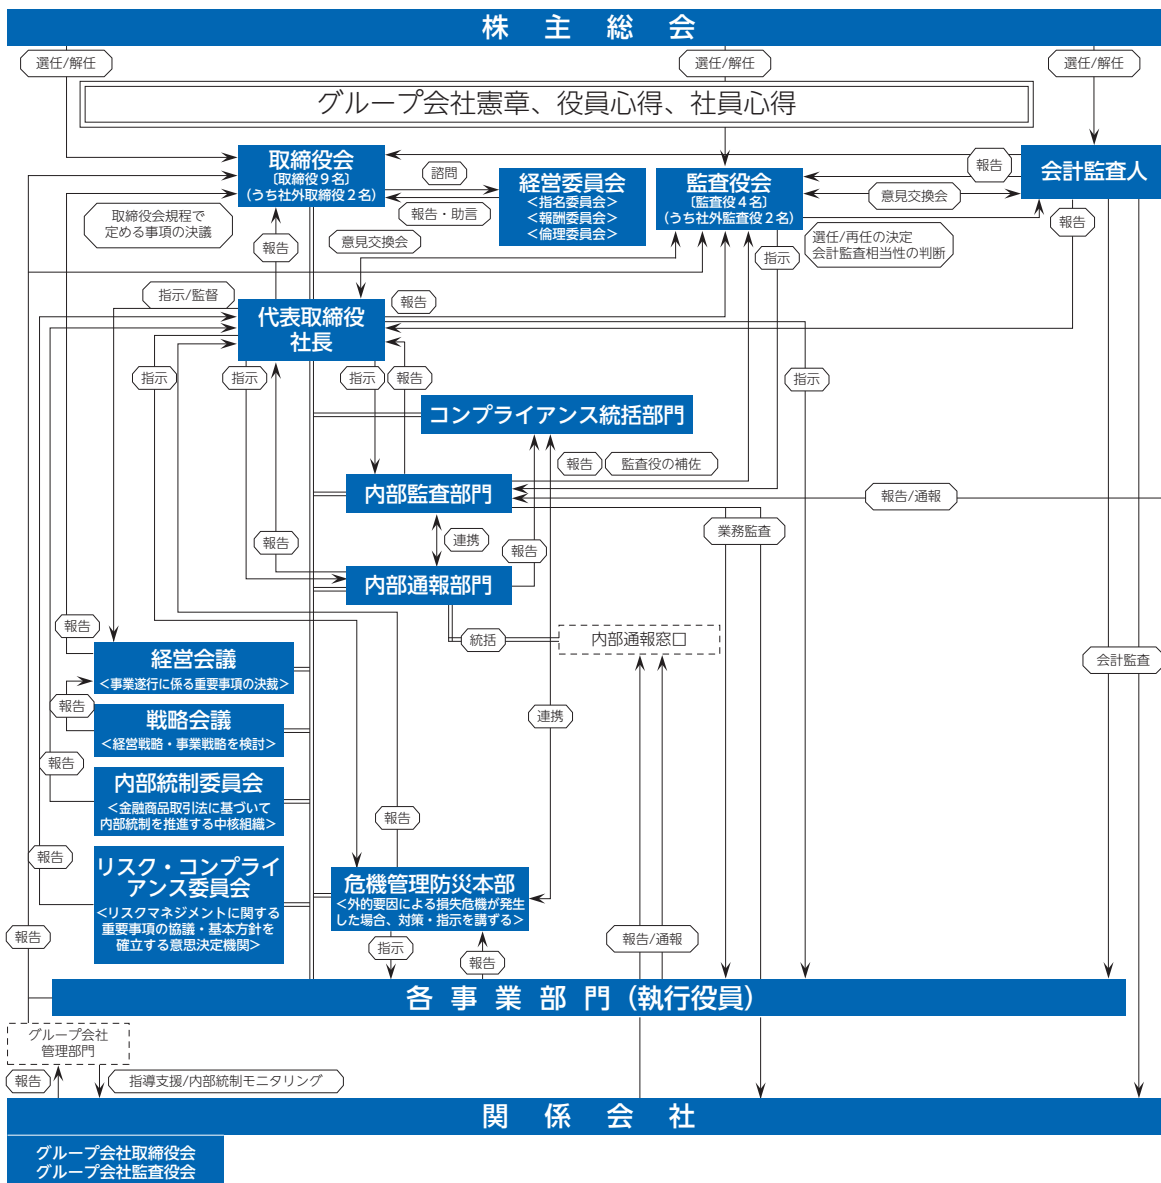 株主総会
選任/解任
選任/解任
選任/解任
グループ会社憲章、役員心得、社員心得
取締役会
〔取締役９名〕
（うち社外取締役２名）
諮問
報告・助言
経営委員会
＜指名委員会＞
＜報酬委員会＞
＜倫理委員会＞
監査役会
〔監査役４名〕
（うち社外監査役２名）
報告
意見交換会
会計監査人
取締役会規程で
定める事項の決議
報告
意見交換会
選任/再任の決定
会計監査相当性の判断
報告
指示
指示/監督
代表取締役
社長
報告
指示
指示
指示
報告
指示
コンプライアンス統括部門
報告
監査役の補佐
内部監査部門
報告/通報
業務監査
報告
連携
報告
内部通報部門
報告
統括
内部通報窓口
経営会議
＜事業遂行に係る重要事項の決裁＞
会計監査
報告
戦略会議
＜経営戦略・事業戦略を検討＞
連携
報告
内部統制委員会
＜金融商品取引法に基づいて
内部統制を推進する中核組織＞
報告
報告
リスク・コンプライ
アンス委員会
＜リスクマネジメントに関する
重要事項の協議・基本方針を
確立する意思決定機関＞
危機管理防災本部
＜外的要因による損失危機が発生
した場合、対策・指示を講ずる＞
報告
指示
報告
報告/通報
各事業部門（執行役員）
グループ会社
管理部門
報告
指導支援/内部統制モニタリング
関係会社
グループ会社取締役会
グループ会社監査役会